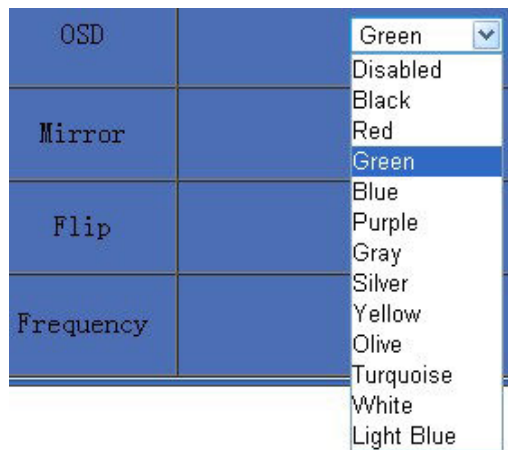 OSD
Green
Disabled
Black
Mirror
Red
Green
Blue
Flip
Purple
Gray
Silver
Frequency
Yellow
Olive
Turquoise
White
Light Blue